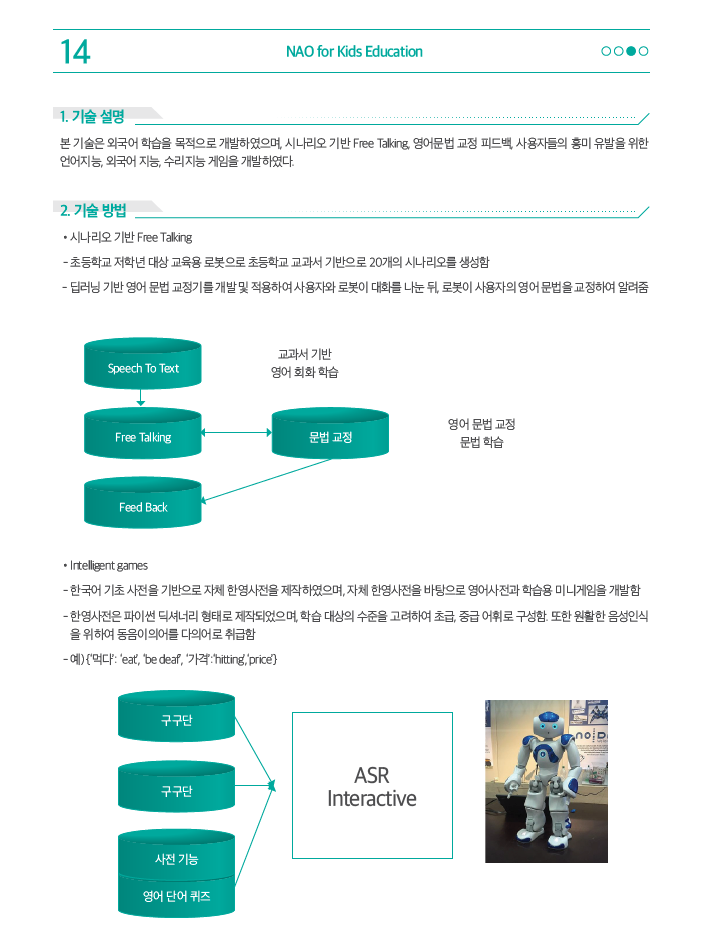 14
NAO for Kids Education
1. 기술 설명
본 기술은 외국어 학습을 목적으로 개발하였으며, 시나리오 기반 Free Talking, 영어문법 교정 피드백, 사용자들의 흥미 유발을 위한
언어지능, 외국어 지능, 수리지능 게임을 개발하였다.
2. 기술 방법
• 시나리오 기반 Free Talking
- 초등학교 저학년 대상 교육용 로봇으로 초등학교 교과서 기반으로 20개의 시나리오를 생성함
- 딥러닝 기반 영어 문법 교정기를 개발 및 적용하여 사용자와 로봇이 대화를 나눈 뒤, 로봇이 사용자의 영어 문법을 교정하여 알려줌
Speech To Text
교과서 기반
영어 회화 학습
Free Talking
문법 교정
영어 문법 교정
문법 학습
Feed Back
• Intelligent games
- 한국어 기초 사전을 기반으로 자체 한영사전을 제작하였으며, 자체 한영사전을 바탕으로 영어사전과 학습용 미니게임을 개발함
- 한영사전은 파이썬 딕셔너리 형태로 제작되었으며, 학습 대상의 수준을 고려하여 초급, 중급 어휘로 구성함. 또한 원활한 음성인식
을 위하여 동음이의어를 다의어로 취급함
- 예) {'먹다': 'eat', 'be deaf', '가격':'hitting','price'}
구구단
구구단
사전 기능
영어 단어 퀴즈
ASR
Interactive